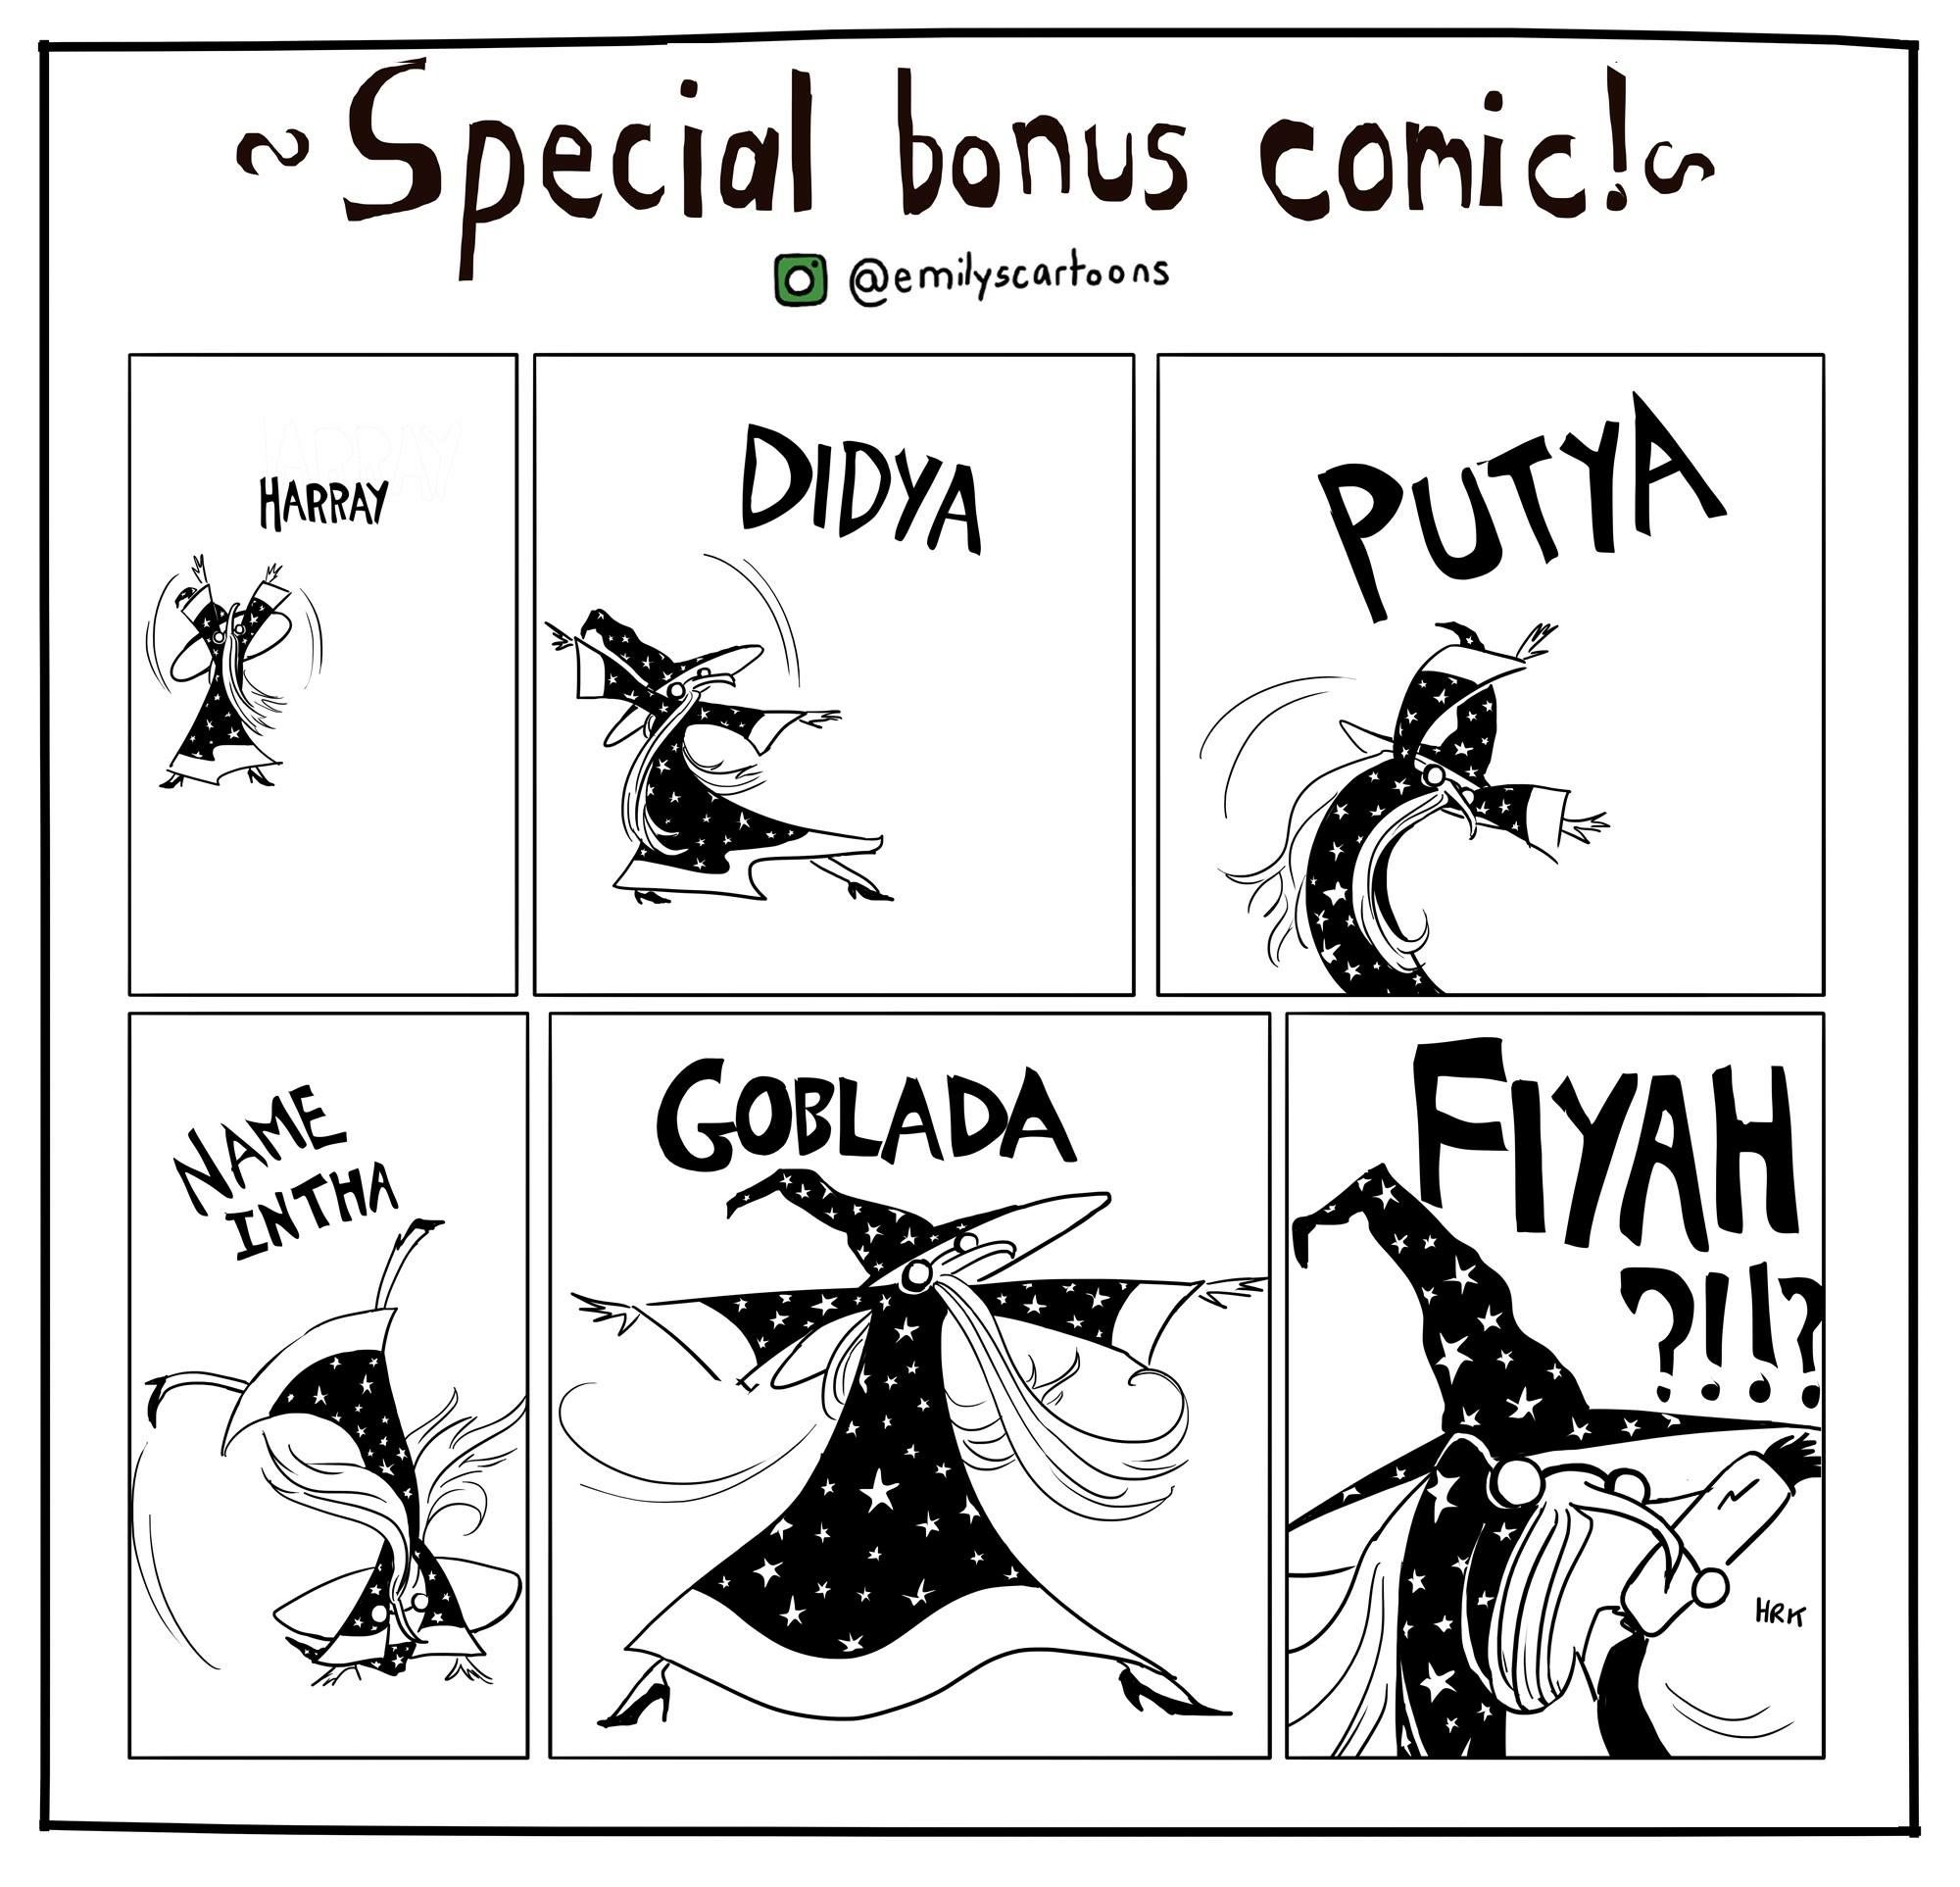 ~Special bonus comic!~
@emilyscartoons
HARRAY
DIDYA
PUTYA
NAME
INTHA
GOBLADA
FIYAH
?!!?
HRK